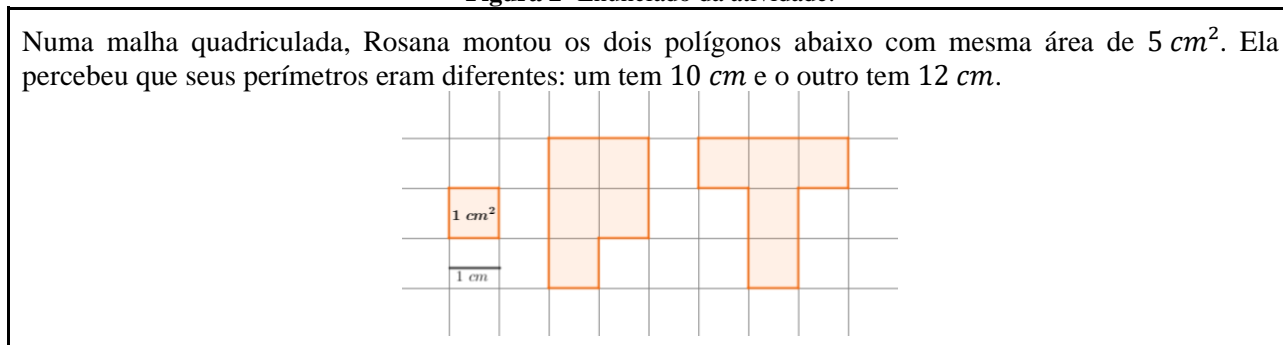 Figura 2- Enunciado da atividade.
Numa malha quadriculada, Rosana montou os dois polígonos abaixo com mesma área de 5 cm². Ela
percebeu que seus perímetros eram diferentes: um tem 10 cm e o outro tem 12 cm.
1 cm²
1 cm